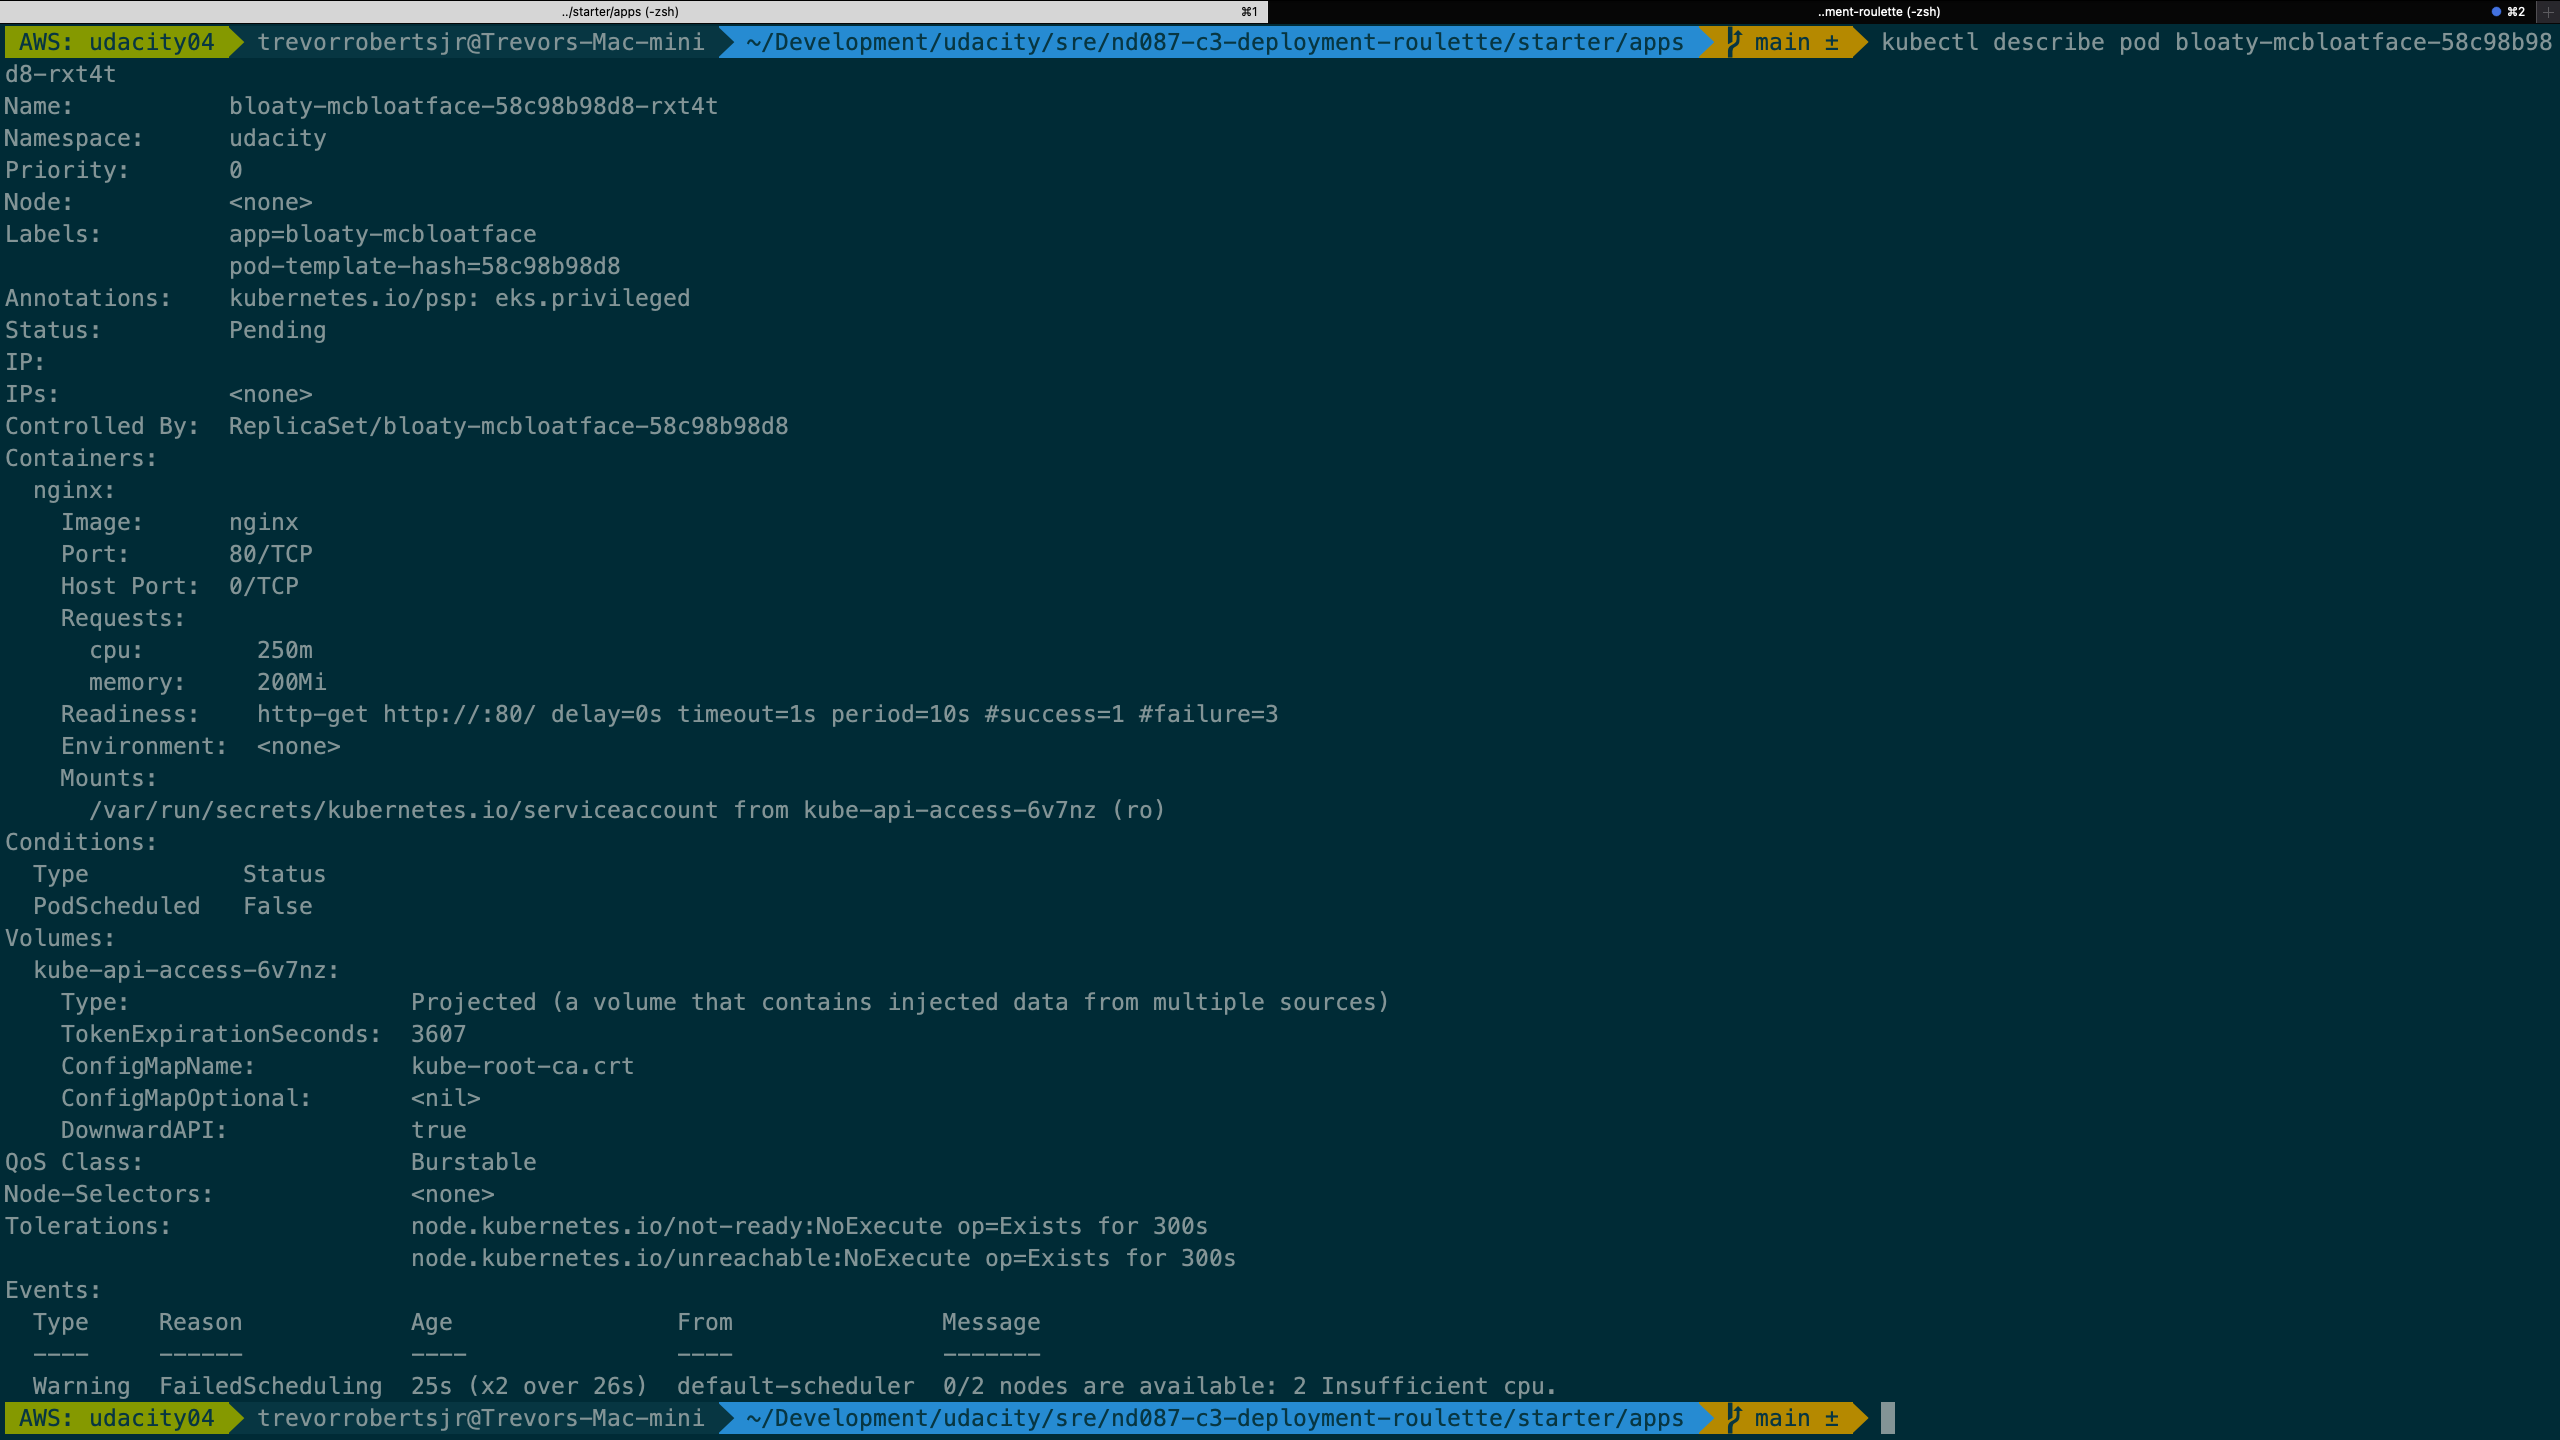 ../starter/apps (-zsh) ⌘1 ..ment-roulette (-zsh) ⌘2
AWS: udacity04 trevorrobertsjr@Trevors-Mac-mini ~/Development/udacity/sre/nd087-c3-deployment-roulette/starter/apps main ± kubectl describe pod bloaty-mcbloatface-58c98b98
d8-rxt4t
Name: bloaty-mcbloatface-58c98b98d8-rxt4t
Namespace: udacity
Priority: 0
Node: <none>
Labels: app=bloaty-mcbloatface
pod-template-hash=58c98b98d8
Annotations: kubernetes.io/psp: eks.privileged
Status: Pending
IP:
IPs: <none>
Controlled By: ReplicaSet/bloaty-mcbloatface-58c98b98d8
Containers:
nginx:
Image: nginx
Port: 80/TCP
Host Port: 0/TCP
Requests:
cpu: 250m
memory: 200Mi
Readiness: http-get http://:80/ delay=0s timeout=1s period=10s #success=1 #failure=3
Environment: <none>
Mounts:
/var/run/secrets/kubernetes.io/serviceaccount from kube-api-access-6v7nz (ro)
Conditions:
Type Status
PodScheduled False
Volumes:
kube-api-access-6v7nz:
Type: Projected (a volume that contains injected data from multiple sources)
TokenExpirationSeconds: 3607
ConfigMapName: kube-root-ca.crt
ConfigMapOptional: <nil>
DownwardAPI: true
QoS Class: Burstable
Node-Selectors: <none>
Tolerations: node.kubernetes.io/not-ready:NoExecute op=Exists for 300s
node.kubernetes.io/unreachable:NoExecute op=Exists for 300s
Events:
Type Reason Age From Message
---- ------ ---- ---- -------
Warning FailedScheduling 25s (x2 over 26s) default-scheduler 0/2 nodes are available: 2 Insufficient cpu.
AWS: udacity04 trevorrobertsjr@Trevors-Mac-mini ~/Development/udacity/sre/nd087-c3-deployment-roulette/starter/apps main ±